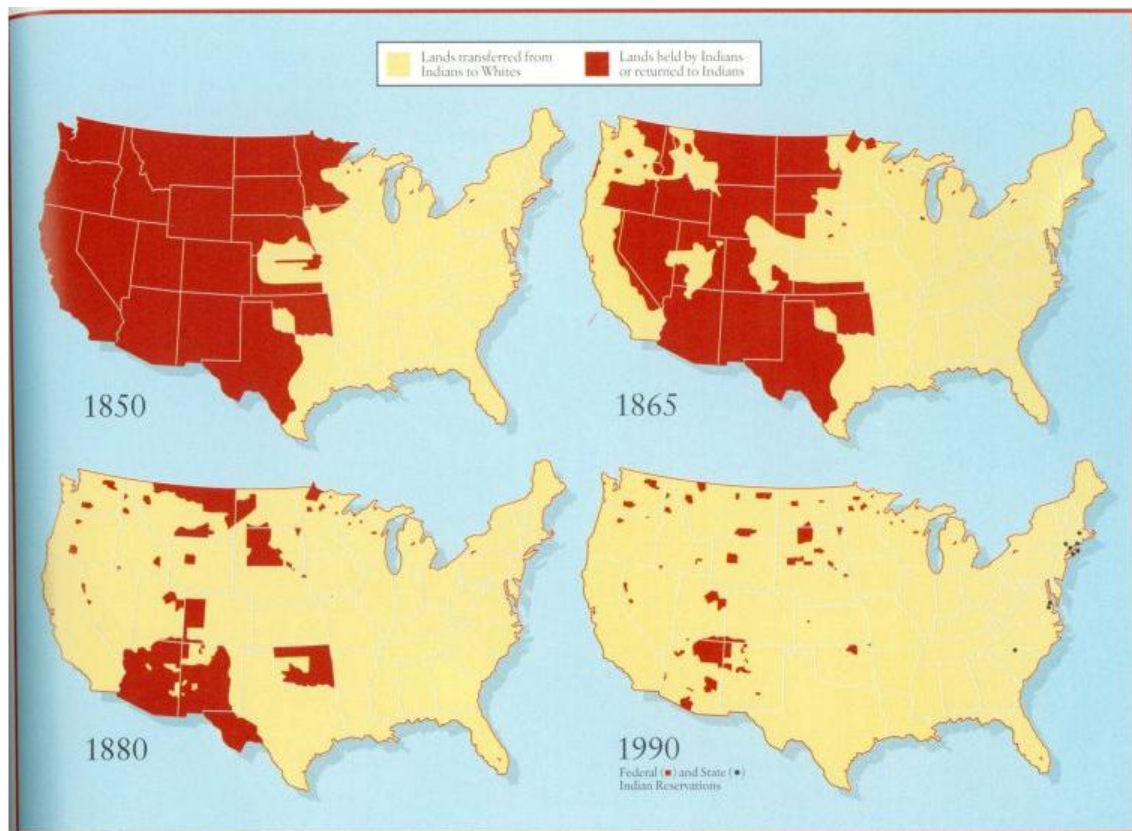 Lands transferred from
Indians to Whites
Lands held by Indians
or returned to Indians
1850
1865
1880
1990
Federal (■) and State (●)
Indian Reservations